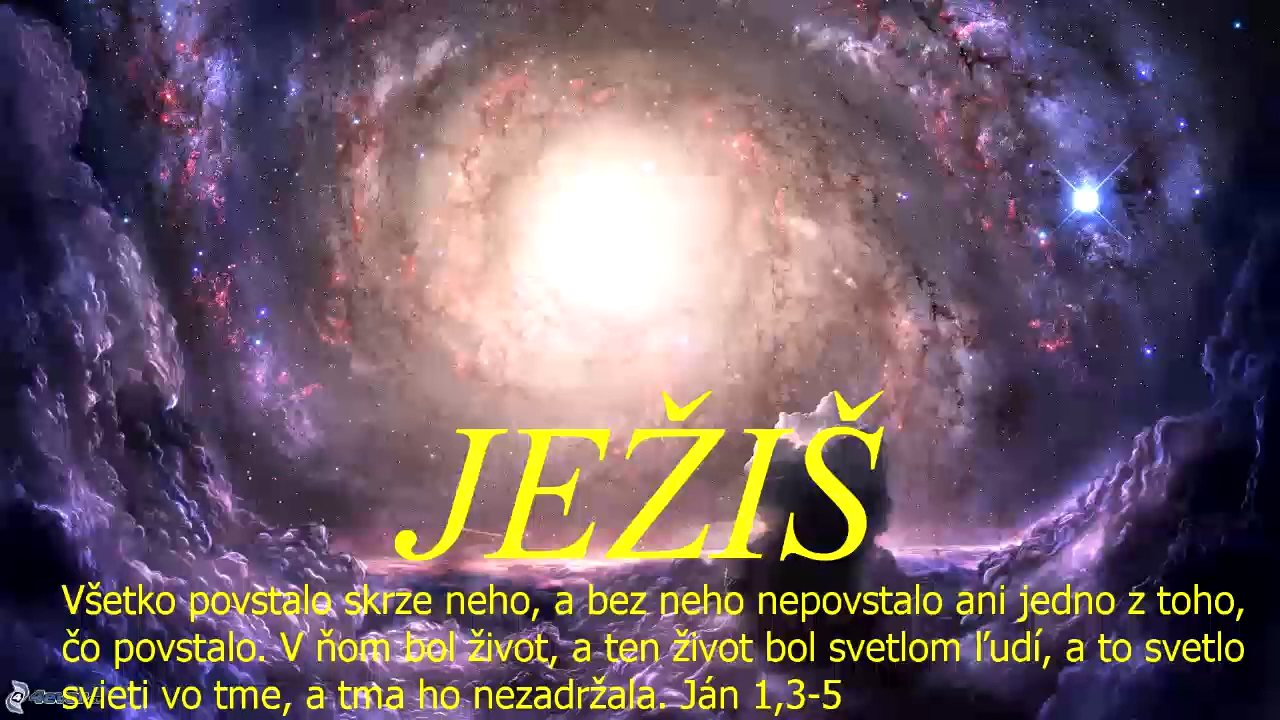 JEŽIŠ
Všetko povstalo skrze neho, a bez neho nepovstalo ani jedno z toho,
čo povstalo. V ňom bol život, a ten život bol svetlom ľudí, a to svetlo
svieti vo tme, a tma ho nezadržala. Ján 1,3-5